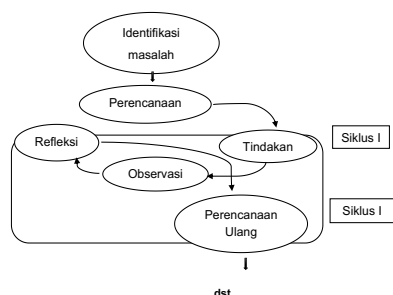 Identifikasi
masalah
Perencanaan
Refleksi
Tindakan
Siklus I
Observasi
Perencanaan
Ulang
Siklus I
dst